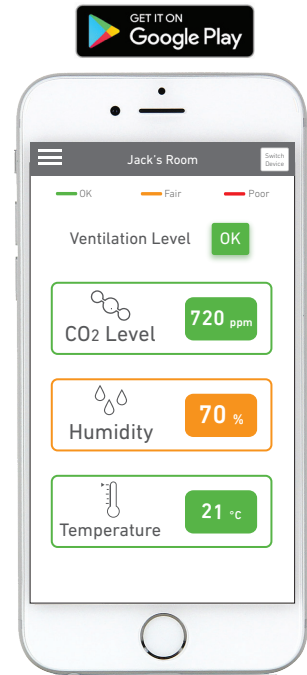 GET IT ON
Google Play
Jack's Room
Switch
Device
OK
Fair
Poor
Ventilation Level
OK
CO2 Level
720 ppm
Humidity
70 %
Temperature
21 °C